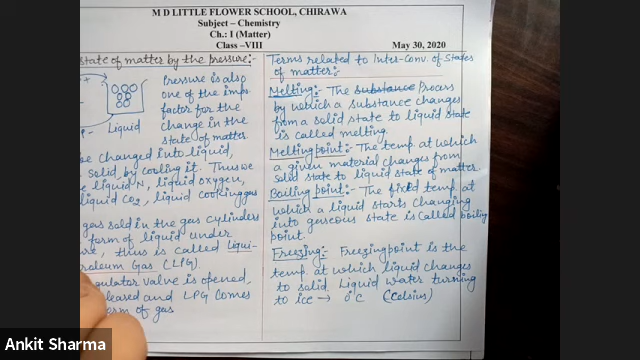 M D LITTLE FLOWER SCHOOL, CHIRAWA
Subject – Chemistry
Ch.: I (Matter)
Class –VIII
May 30, 2020
state of matter by the pressure:-
Pressure is also
one of the imp.
factor for the
change in the
state of matter.
Liquid
be changed into liquid,
solid, by cooling it. Thus we
liquid N, liquid oxygen,
liquid CO2, liquid cooking gas
gas sold in the gas cylinders
form of liquid under
, thus is called Liqui-
roleum Gas (LPG)
gulator valve is opened,
leased and LPG comes
form of gas
Terms related to Inter-Conv. of States
of matter:-
Melting:- The substance Process
by which a substance changes
from a solid state to liquid state
is called melting.
Melting point:- The temp. at which
a given material changes from
solid state to liquid state of matter.
Boiling point:- The fixed temp. at
which a liquid starts changing
into gaseous state is called boiling
point.
Freezing:- Freezing point is the
temp. at which liquid changes
to solid. Liquid water turning
to ice → 0°C (Celsius)
Ankit Sharma